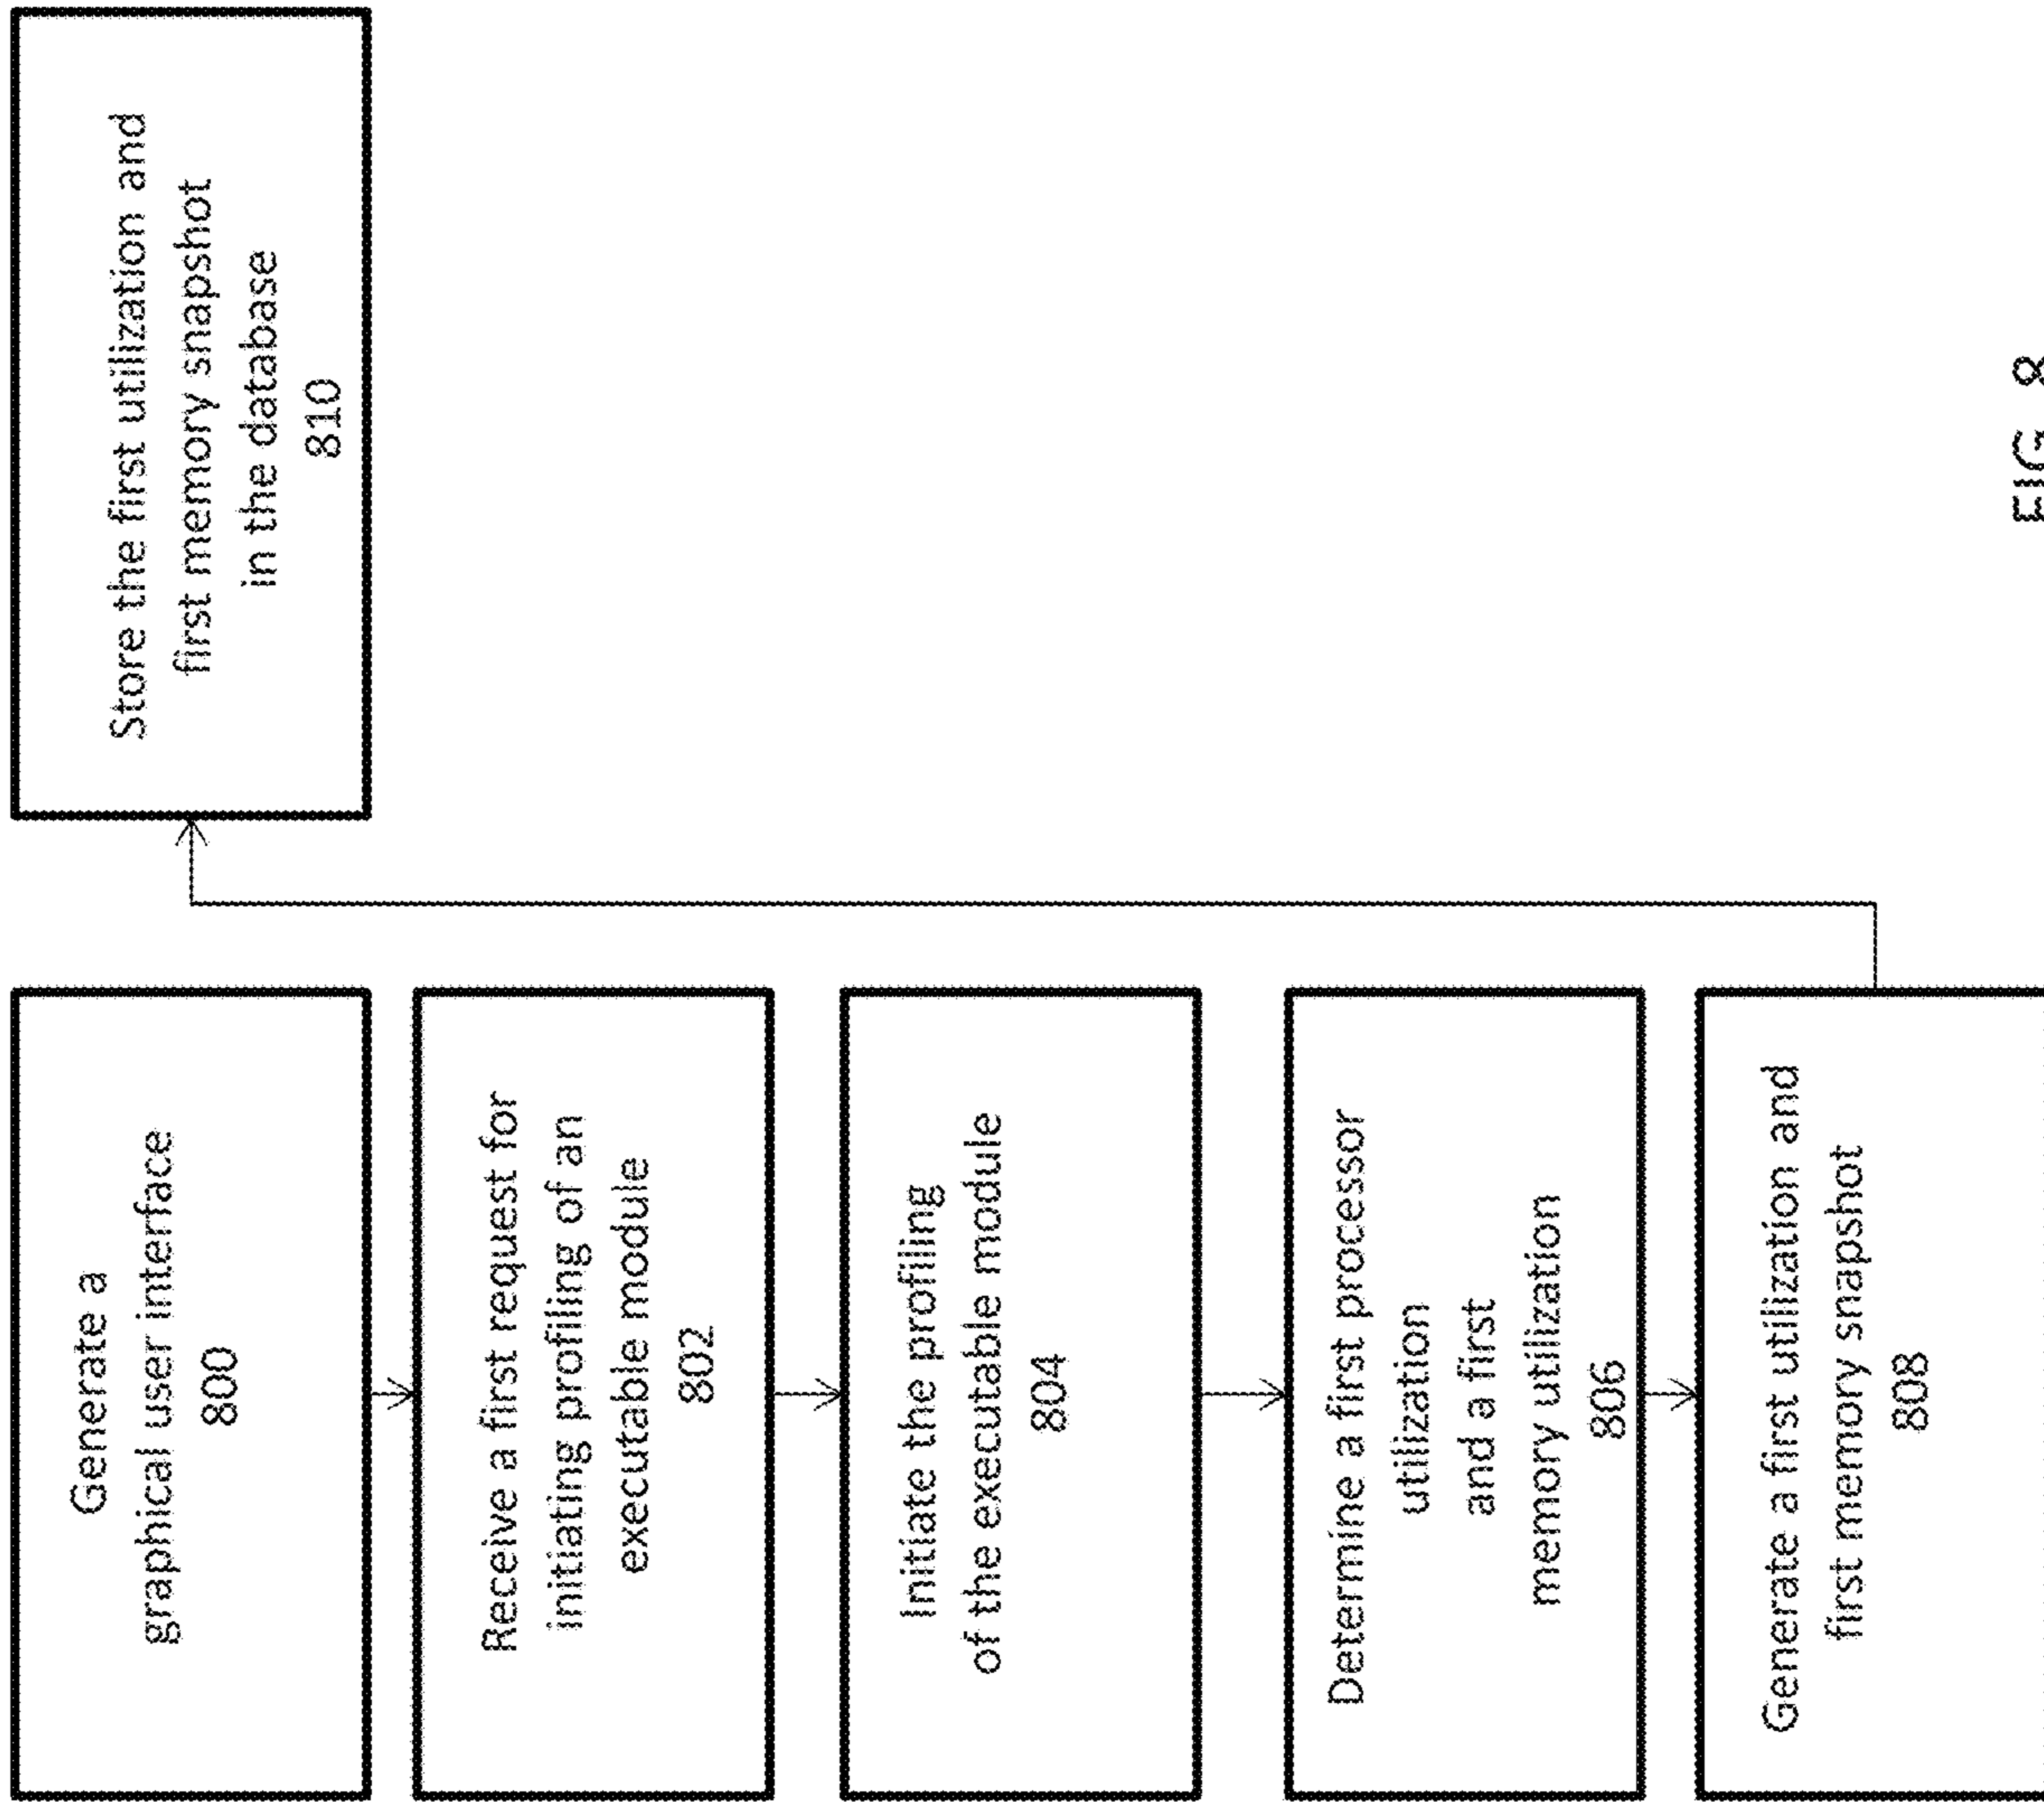 Generate a
graphical user interface
800
Receive a first request for
initiating profiling of an
executable module
802
Initiate the profiling
of the executable module
804
Determine a first processor
utilization
and a first
memory utilization
806
Generate a first utilization and
first memory snapshot
808
Store the first utilization and
first memory snapshot
in the database
810
FIG. 8